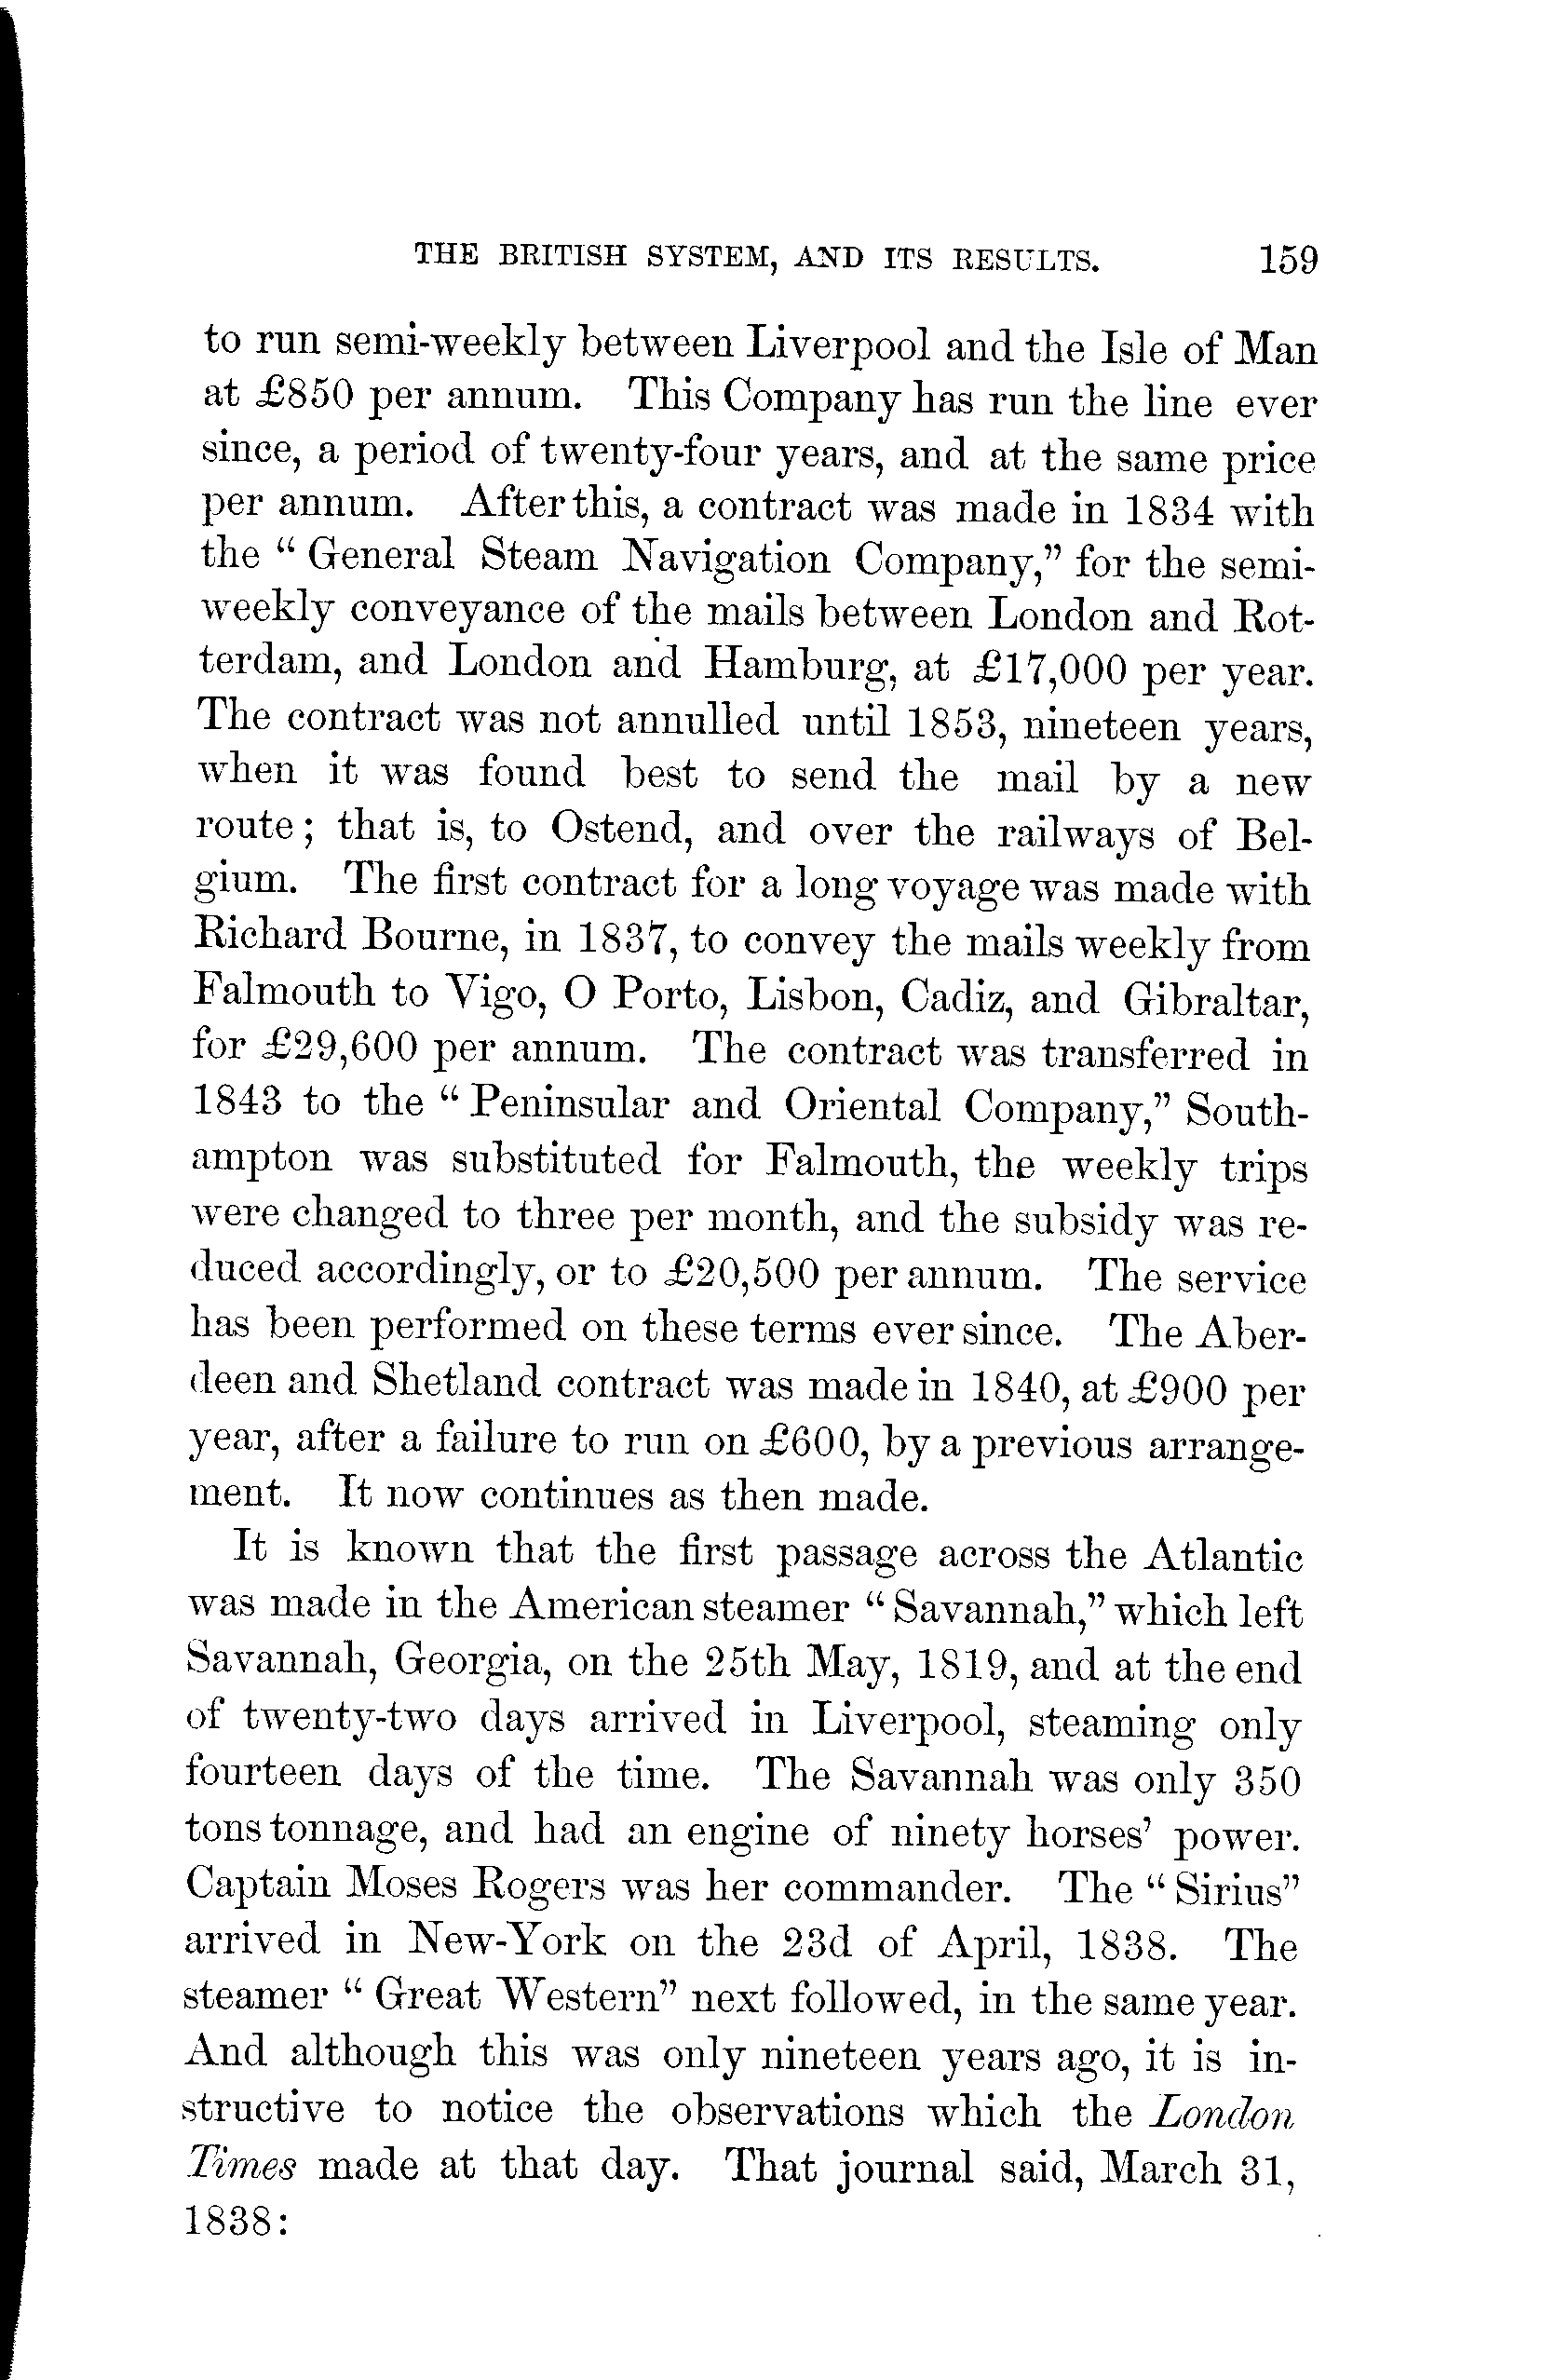 THE BRITISH SYSTEM, AND ITS RESULTS. 159
to run semi-weekly between Liverpool and the Isle of Man
at £850 per annum. This Company has run the line ever
since, a period of twenty-four years, and at the same price
per annum. After this, a contract was made in 1834 with
the " General Steam Navigation Company," for the semi-
weekly conveyance of the mails between London and Rot-
terdam, and London and Hamburg, at £17,000 per year.
The contract was not annulled until 1853, nineteen years,
when it was found best to send the mail by a new
route; that is, to Ostend, and over the railways of Bel-
gium. The first contract for a long voyage was made with
Richard Bourne, in 1837, to convey the mails weekly from
Falmouth to Vigo, O Porto, Lisbon, Cadiz, and Gibraltar,
for £29,600 per annum. The contract was transferred in
1843 to the " Peninsular and Oriental Company," South-
ampton was substituted for Falmouth, the weekly trips
were changed to three per month, and the subsidy was re-
duced accordingly, or to £20,500 per annum. The service
has been performed on these terms ever since. The Aber-
deen and Shetland contract was made in 1840, at £900 per
year, after a failure to run on £600, by a previous arrange-
ment. It now continues as then made.
It is known that the first passage across the Atlantic
was made in the American steamer " Savannah," which left
Savannah, Georgia, on the 25th May, 1819, and at the end
of twenty-two days arrived in Liverpool, steaming only
fourteen days of the time. The Savannah was only 350
tons tonnage, and had an engine of ninety horses' power.
Captain Moses Rogers was her commander. The " Sirius"
arrived in New-York on the 23d of April, 1838. The
steamer " Great Western" next followed, in the same year.
And although this was only nineteen years ago, it is in-
structive to notice the observations which the London
Times made at that day. That journal said, March 31,
1838: